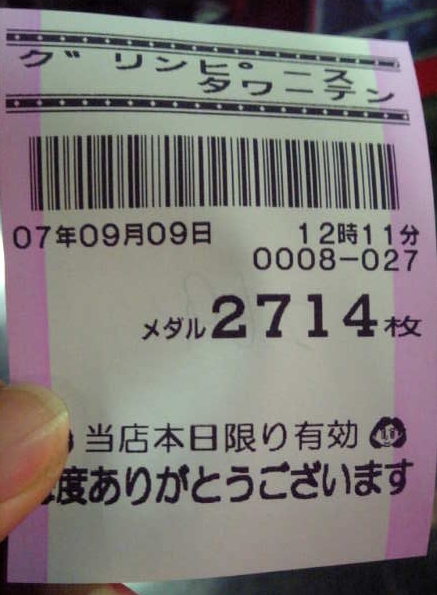 グリンピース
タワーテン
07年09月09日 12時11分
0008-027
メダル2714枚
当店本日限り有効
度ありがとうございます